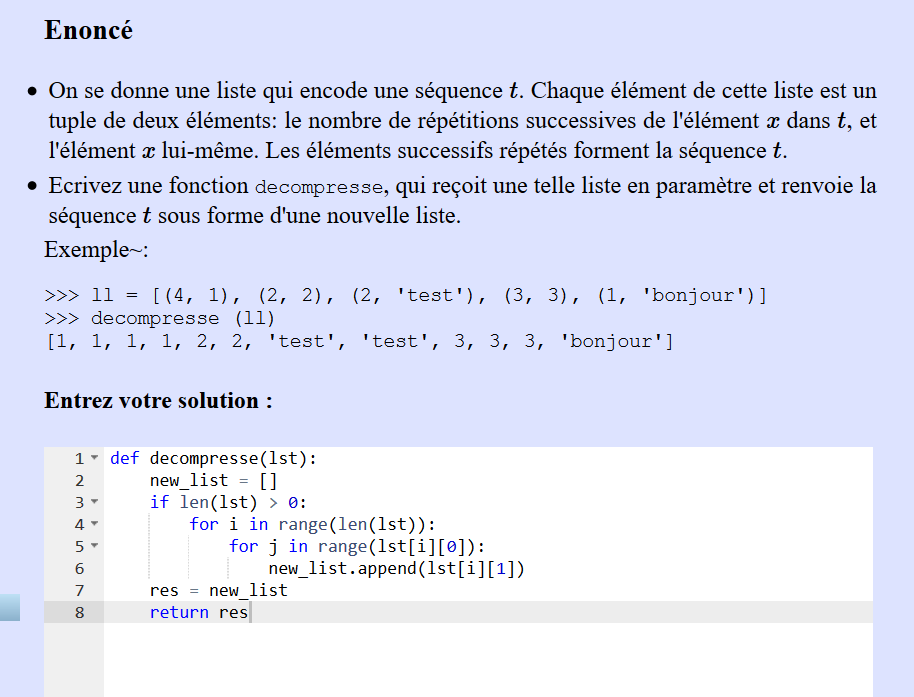 Enoncé
• On se donne une liste qui encode une séquence t. Chaque élément de cette liste est un
tuple de deux éléments: le nombre de répétitions successives de l'élément x dans t, et
l'élément x lui-même. Les éléments successifs répétés forment la séquence t.
• Ecrivez une fonction decompresse, qui reçoit une telle liste en paramètre et renvoie la
séquence t sous forme d'une nouvelle liste.
Exemple~:
>>> ll = [(4, 1), (2, 2), (2, 'test'), (3, 3), (1, 'bonjour')]
>>> decompresse (ll)
[1, 1, 1, 1, 2, 2, 'test', 'test', 3, 3, 3, 'bonjour']
Entrez votre solution :
1 def decompresse(lst):
2     new_list = []
3     if len(lst) > 0:
4         for i in range(len(lst)):
5             for j in range(lst[i][0]):
6                 new_list.append(lst[i][1])
7     res = new_list
8     return res